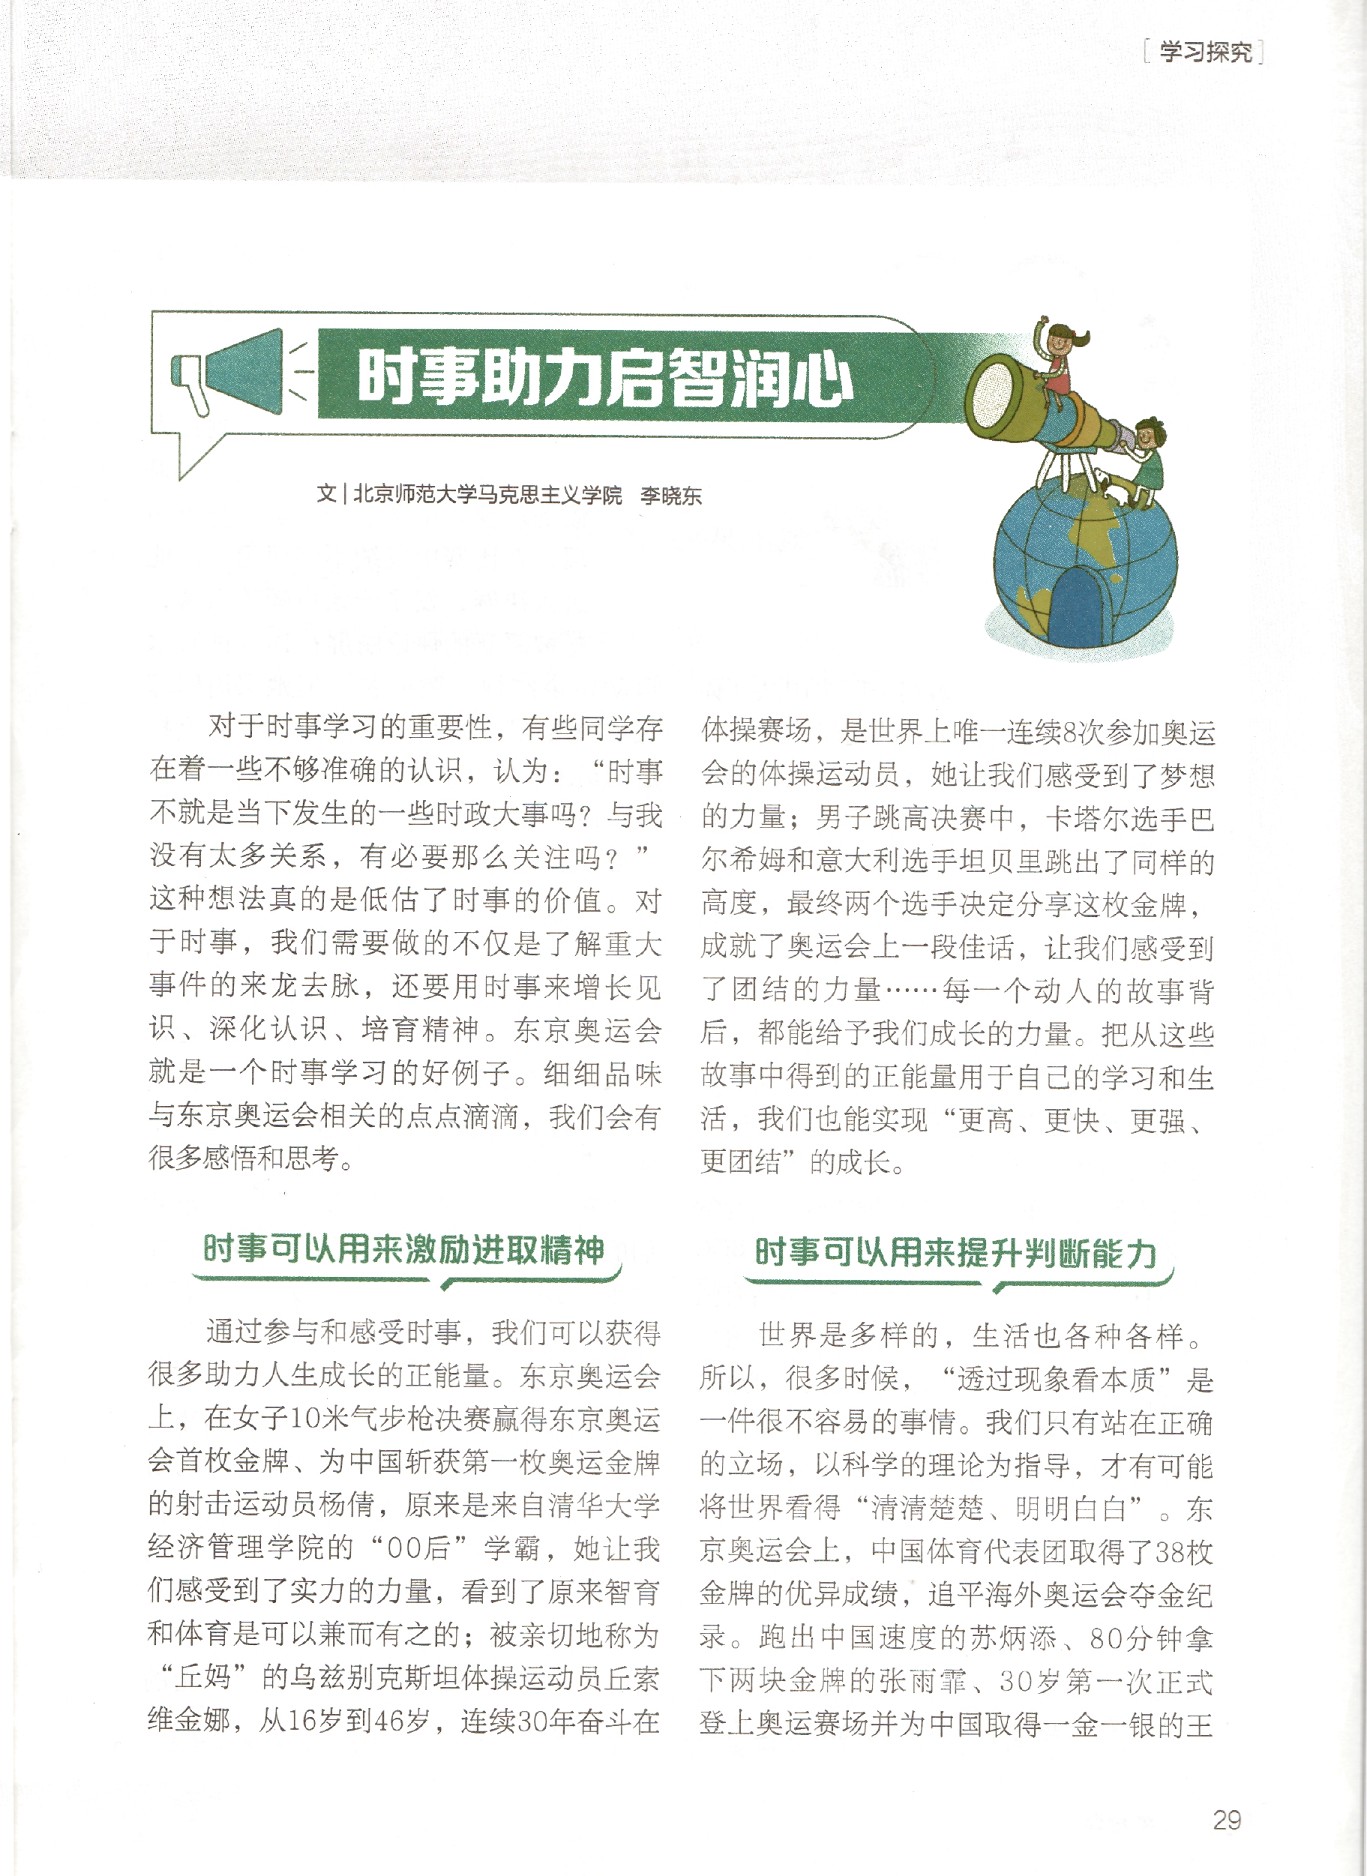 [学习探究]
时事助力启智润心
文|北京师范大学马克思主义学院 李晓东
对于时事学习的重要性，有些同学存
在着一些不够准确的认识，认为：“时事
不就是当下发生的一些时政大事吗？与我
没有太多关系，有必要那么关注吗？”
这种想法真的是低估了时事的价值。对
于时事，我们需要做的不仅是了解重大
事件的来龙去脉，还要用时事来增长见
识、深化认识、培育精神。东京奥运会
就是一个时事学习的好例子。细细品味
与东京奥运会相关的点点滴滴，我们会有
很多感悟和思考。
时事可以用来激励进取精神
通过参与和感受时事，我们可以获得
很多助力人生成长的正能量。东京奥运会
上，在女子10米气步枪决赛赢得东京奥运
会首枚金牌、为中国斩获第一枚奥运金牌
的射击运动员杨倩，原来是来自清华大学
经济管理学院的“00后”学霸，她让我
们感受到了实力的力量，看到了原来智育
和体育是可以兼而有之的；被亲切地称为
“丘妈”的乌兹别克斯坦体操运动员丘索
维金娜，从16岁到46岁，连续30年奋斗在
体操赛场，是世界上唯一连续8次参加奥运
会的体操运动员，她让我们感受到了梦想
的力量；男子跳高决赛中，卡塔尔选手巴
尔希姆和意大利选手坦贝里跳出了同样的
高度，最终两个选手决定分享这枚金牌，
成就了奥运会上一段佳话，让我们感受到
了团结的力量……每一个动人的故事背
后，都能给予我们成长的力量。把从这些
故事中得到的正能量用于自己的学习和生
活，我们也能实现“更高、更快、更强、
更团结”的成长。
时事可以用来提升判断能力
世界是多样的，生活也各种各样。
所以，很多时候，“透过现象看本质”是
一件很不容易的事情。我们只有站在正确
的立场，以科学的理论为指导，才有可能
将世界看得“清清楚楚、明明白白”。东
京奥运会上，中国体育代表团取得了38枚
金牌的优异成绩，追平海外奥运会夺金纪
录。跑出中国速度的苏炳添、80分钟拿
下两块金牌的张雨霏、30岁第一次正式
登上奥运赛场并为中国取得一金一银的王
29